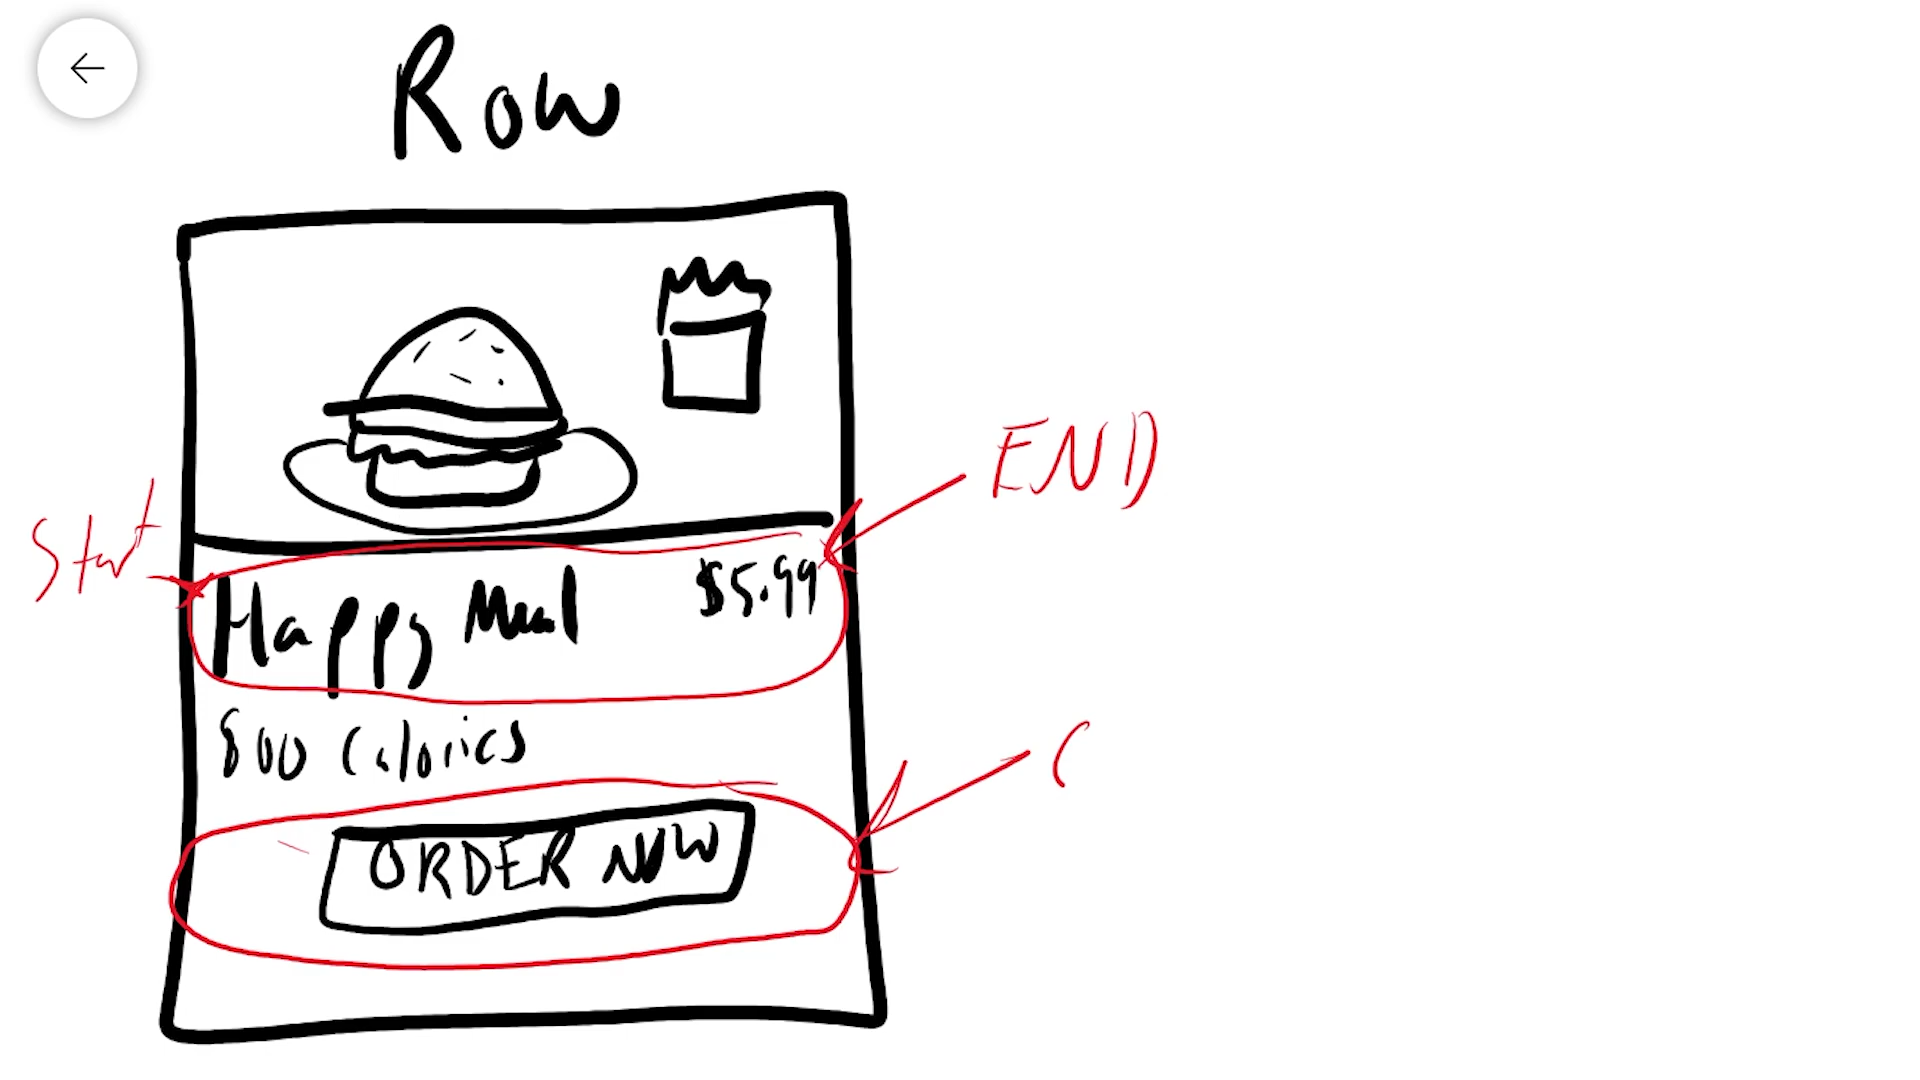 Row
END
Start
Happy Meal $5.99
800 Calories
C
ORDER NOW